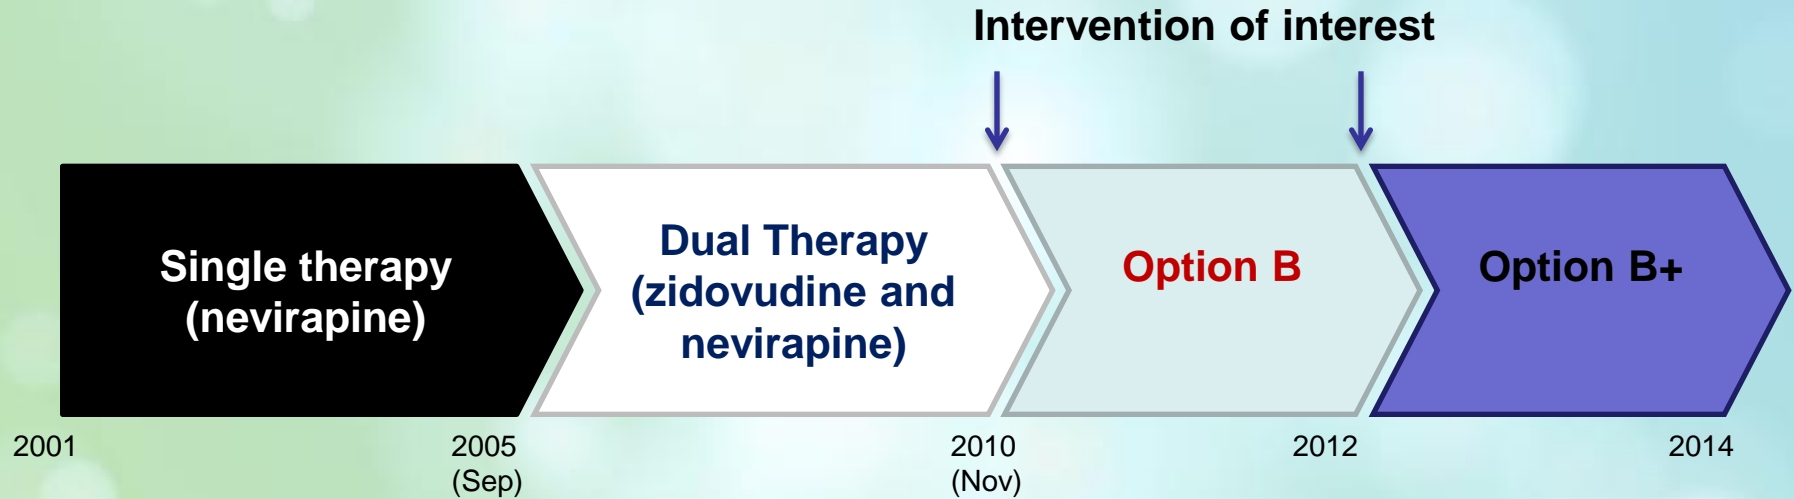 Intervention of interest
Single therapy
(nevirapine)
Dual Therapy
(zidovudine and
nevirapine)
Option B
Option B+
2001
2005
(Sep)
2010
(Nov)
2012
2014